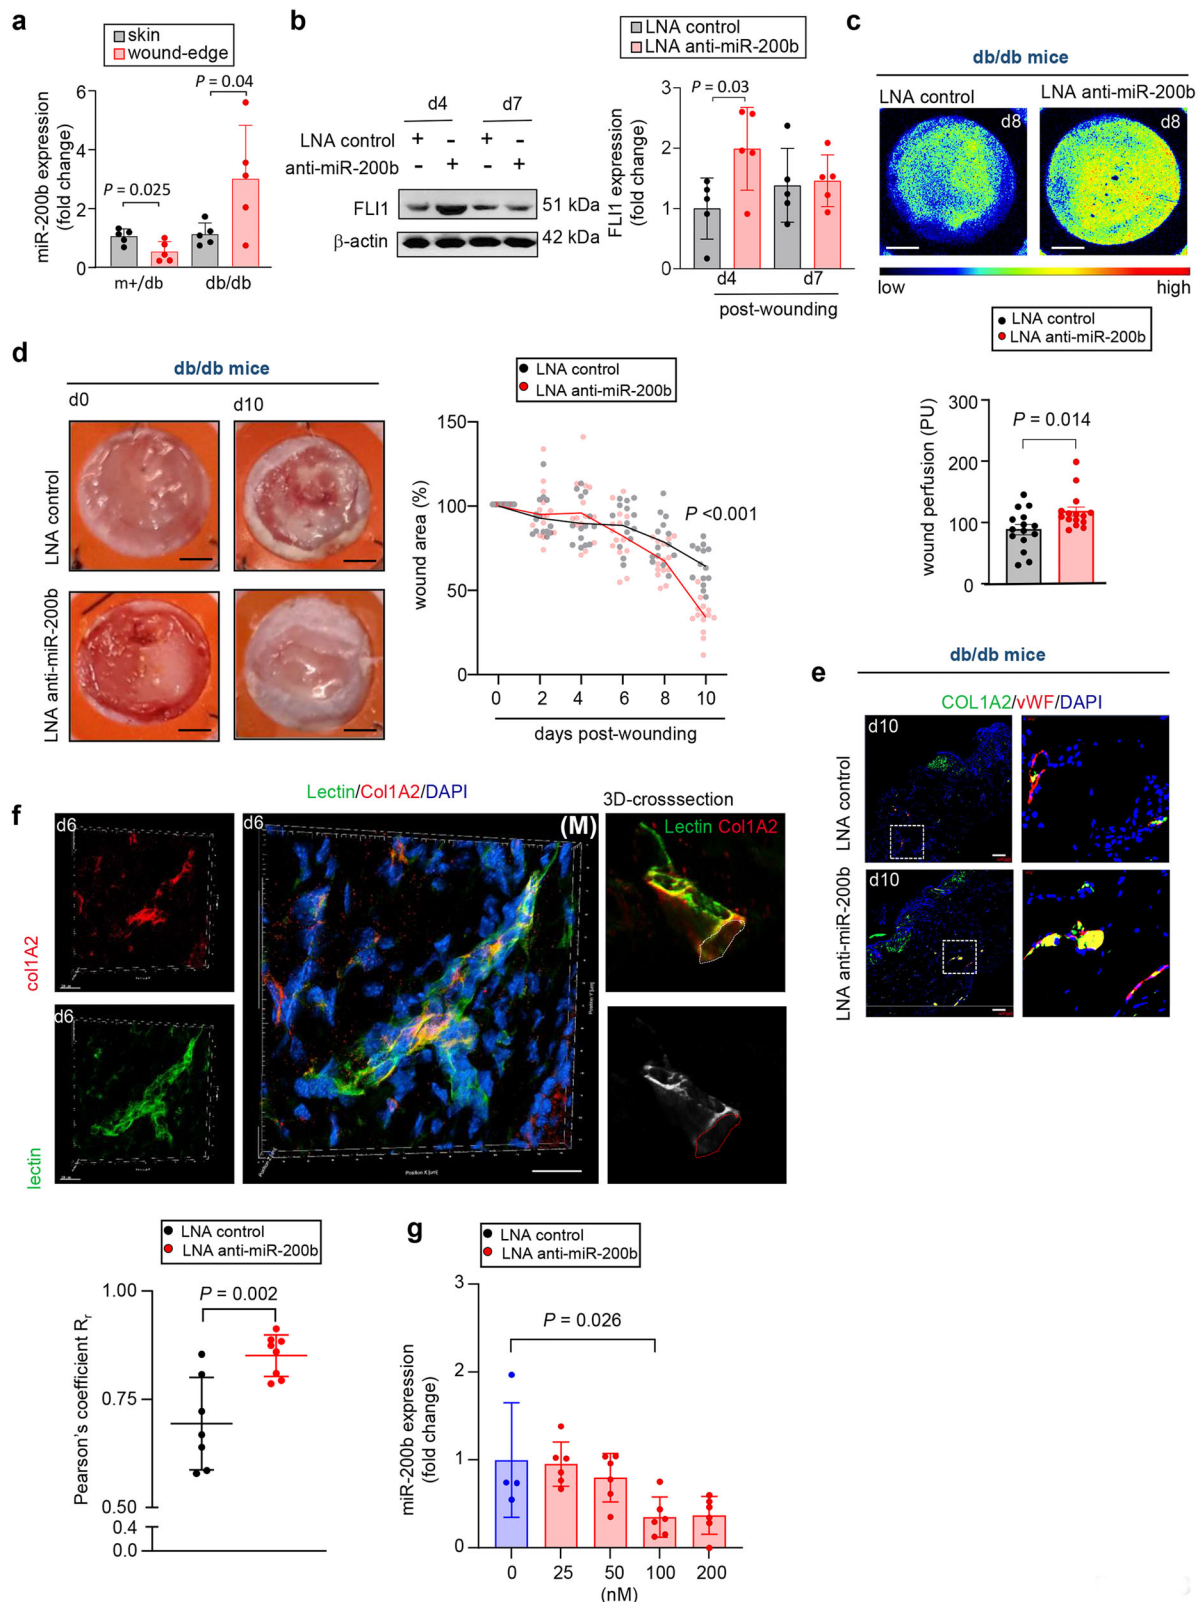 a
skin
wound-edge
miR-200b expression
(fold change)
6
4
2
0
P = 0.025
P = 0.04
m+/db
db/db
b
d4
d7
LNA control
+
-
+
-
anti-miR-200b
-
+
-
+
FLI1
51 kDa
β-actin
42 kDa
LNA control
LNA anti-miR-200b
FLI1 expression
(fold change)
3
2
1
0
P = 0.03
d4
d7
post-wounding
c
db/db mice
LNA control
LNA anti-miR-200b
d8
d8
low
high
LNA control
LNA anti-miR-200b
wound perfusion (PU)
300
200
100
0
P = 0.014
d
db/db mice
d0
d10
LNA control
LNA anti-miR-200b
LNA control
LNA anti-miR-200b
wound area (%)
150
100
50
0
P <0.001
0
2
4
6
8
10
days post-wounding
e
db/db mice
COL1A2/vWF/DAPI
LNA control
d10
LNA anti-miR-200b
d10
f
Lectin/Col1A2/DAPI
3D-crosssection
col1A2
d6
d6
(M)
Lectin Col1A2
lectin
d6
Position X [µm]
LNA control
LNA anti-miR-200b
Pearson's coefficient Rr
1.00
0.75
0.50
0.4
0.0
P = 0.002
g
LNA control
LNA anti-miR-200b
miR-200b expression
(fold change)
3
2
1
0
P = 0.026
0
25
50
100
200
(nM)